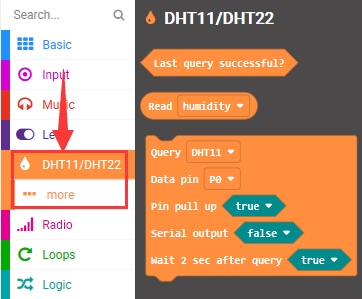 Search...
Basic
Input
Music
Le
DHT11/DHT22
more
Radio
Loops
Logic
DHT11/DHT22
Last query successful?
Read humidity
Query DHT11
Data pin P0
Pin pull up true
Serial output false
Wait 2 sec after query true